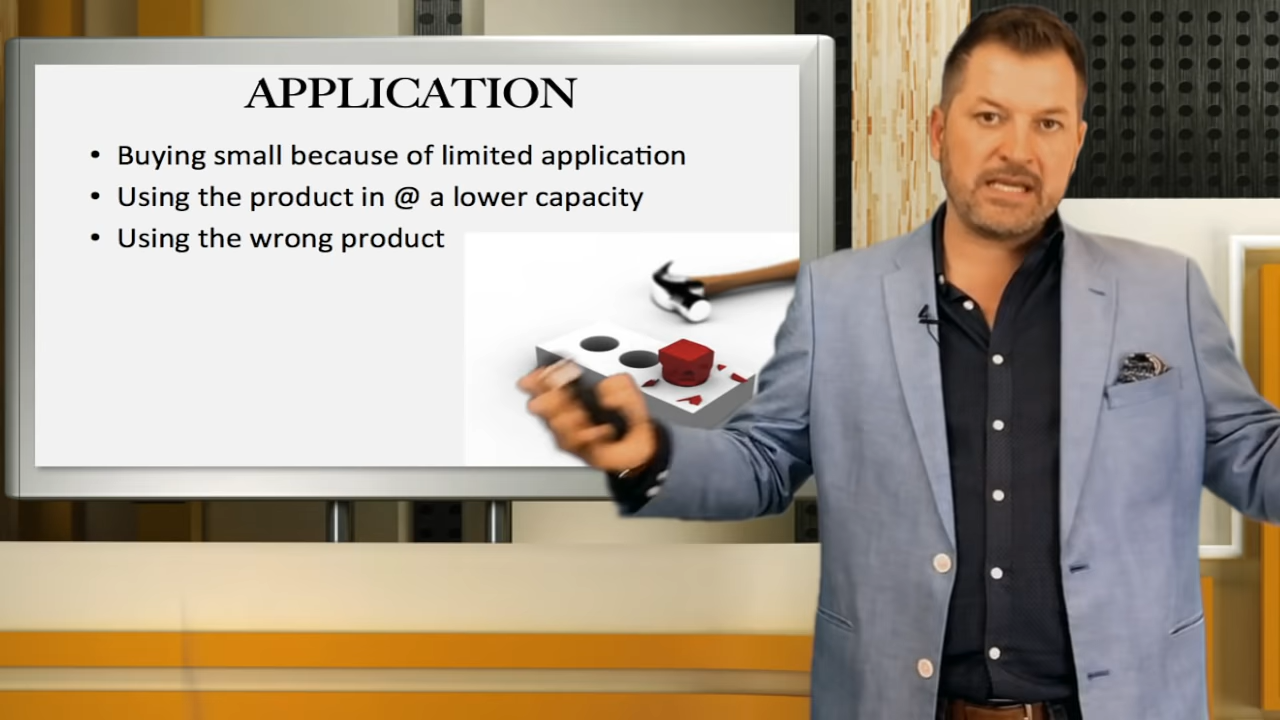 APPLICATION
• Buying small because of limited application
• Using the product in @ a lower capacity
• Using the wrong product